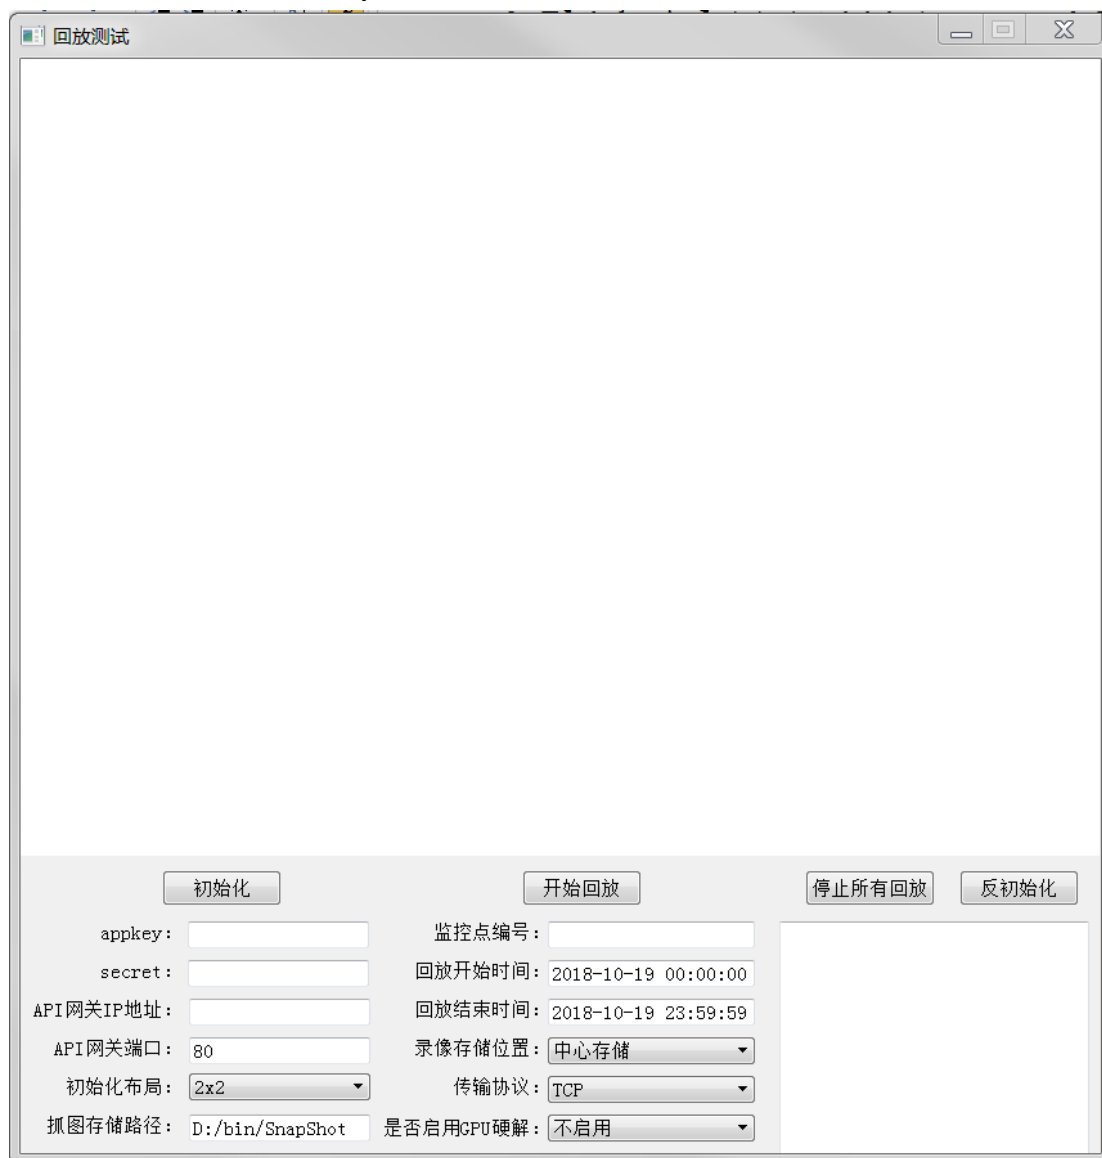 回放测试
初始化 开始回放 停止所有回放 反初始化
appkey: 监控点编号:
secret: 回放开始时间: 2018-10-19 00:00:00
API网关IP地址: 回放结束时间: 2018-10-19 23:59:59
API网关端口: 80 录像存储位置: 中心存储
初始化布局: 2x2 传输协议: TCP
抓图存储路径: D:/bin/SnapShot 是否启用GPU硬解: 不启用